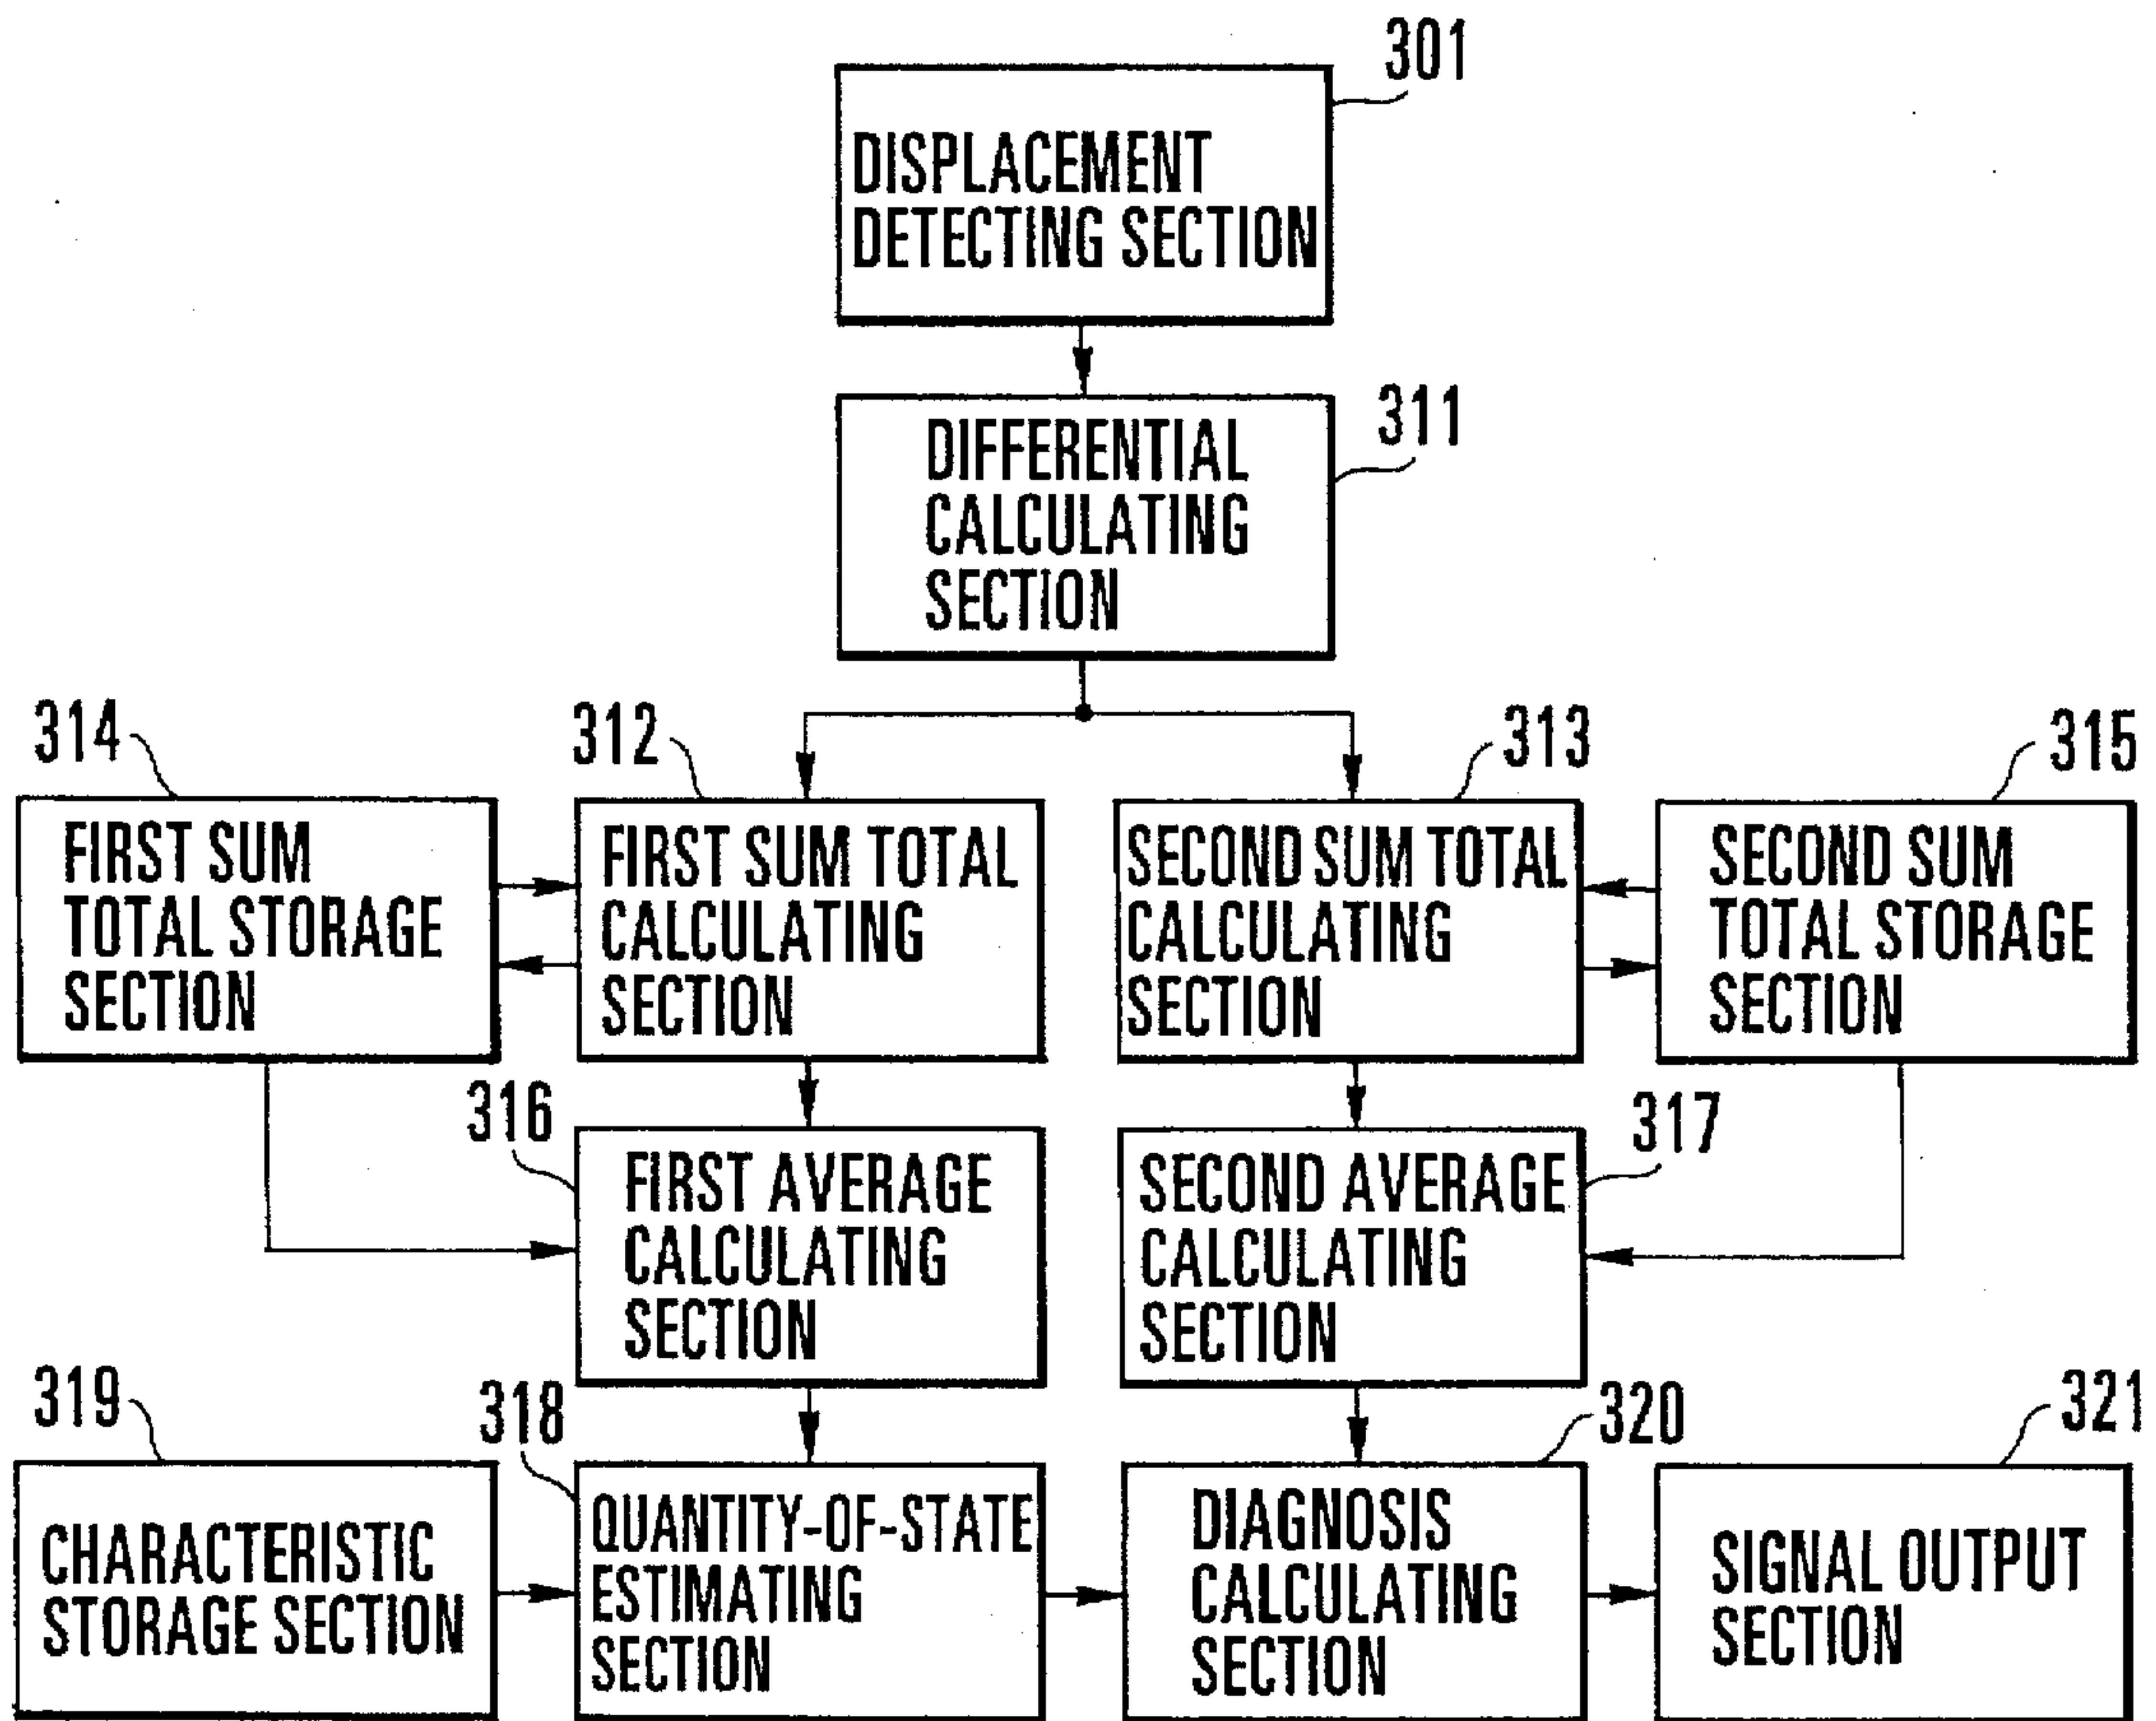 301
DISPLACEMENT
DETECTING SECTION
311
DIFFERENTIAL
CALCULATING
SECTION
314
FIRST SUM
TOTAL STORAGE
SECTION
312
FIRST SUM TOTAL
CALCULATING
SECTION
313
SECOND SUM TOTAL
CALCULATING
SECTION
315
SECOND SUM
TOTAL STORAGE
SECTION
316
FIRST AVERAGE
CALCULATING
SECTION
317
SECOND AVERAGE
CALCULATING
SECTION
319
CHARACTERISTIC
STORAGE SECTION
318
QUANTITY-OF-STATE
ESTIMATING
SECTION
320
DIAGNOSIS
CALCULATING
SECTION
321
SIGNAL OUTPUT
SECTION